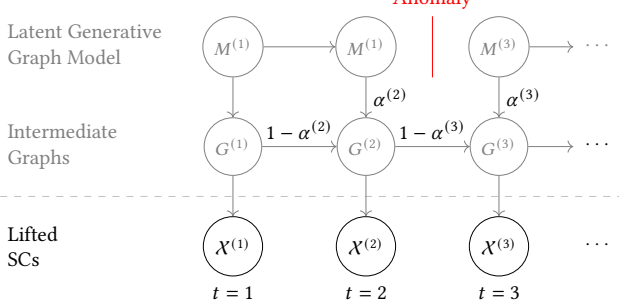 Anomaly
Latent Generative
Graph Model
M⁽¹⁾ M⁽¹⁾ M⁽³⁾ ···
α⁽²⁾ α⁽³⁾
Intermediate
Graphs
G⁽¹⁾ 1 − α⁽²⁾ G⁽²⁾ 1 − α⁽³⁾ G⁽³⁾ ···
Lifted
SCs
X⁽¹⁾ X⁽²⁾ X⁽³⁾ ···
t = 1 t = 2 t = 3